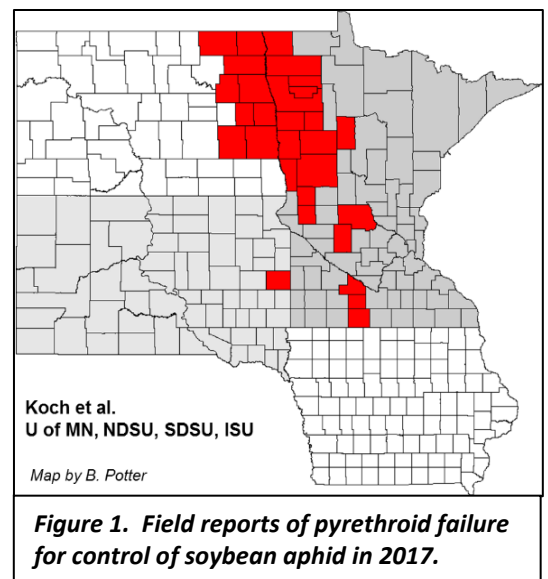 Koch et al.
U of MN, NDSU, SDSU, ISU
Map by B. Potter
Figure 1. Field reports of pyrethroid failure
for control of soybean aphid in 2017.